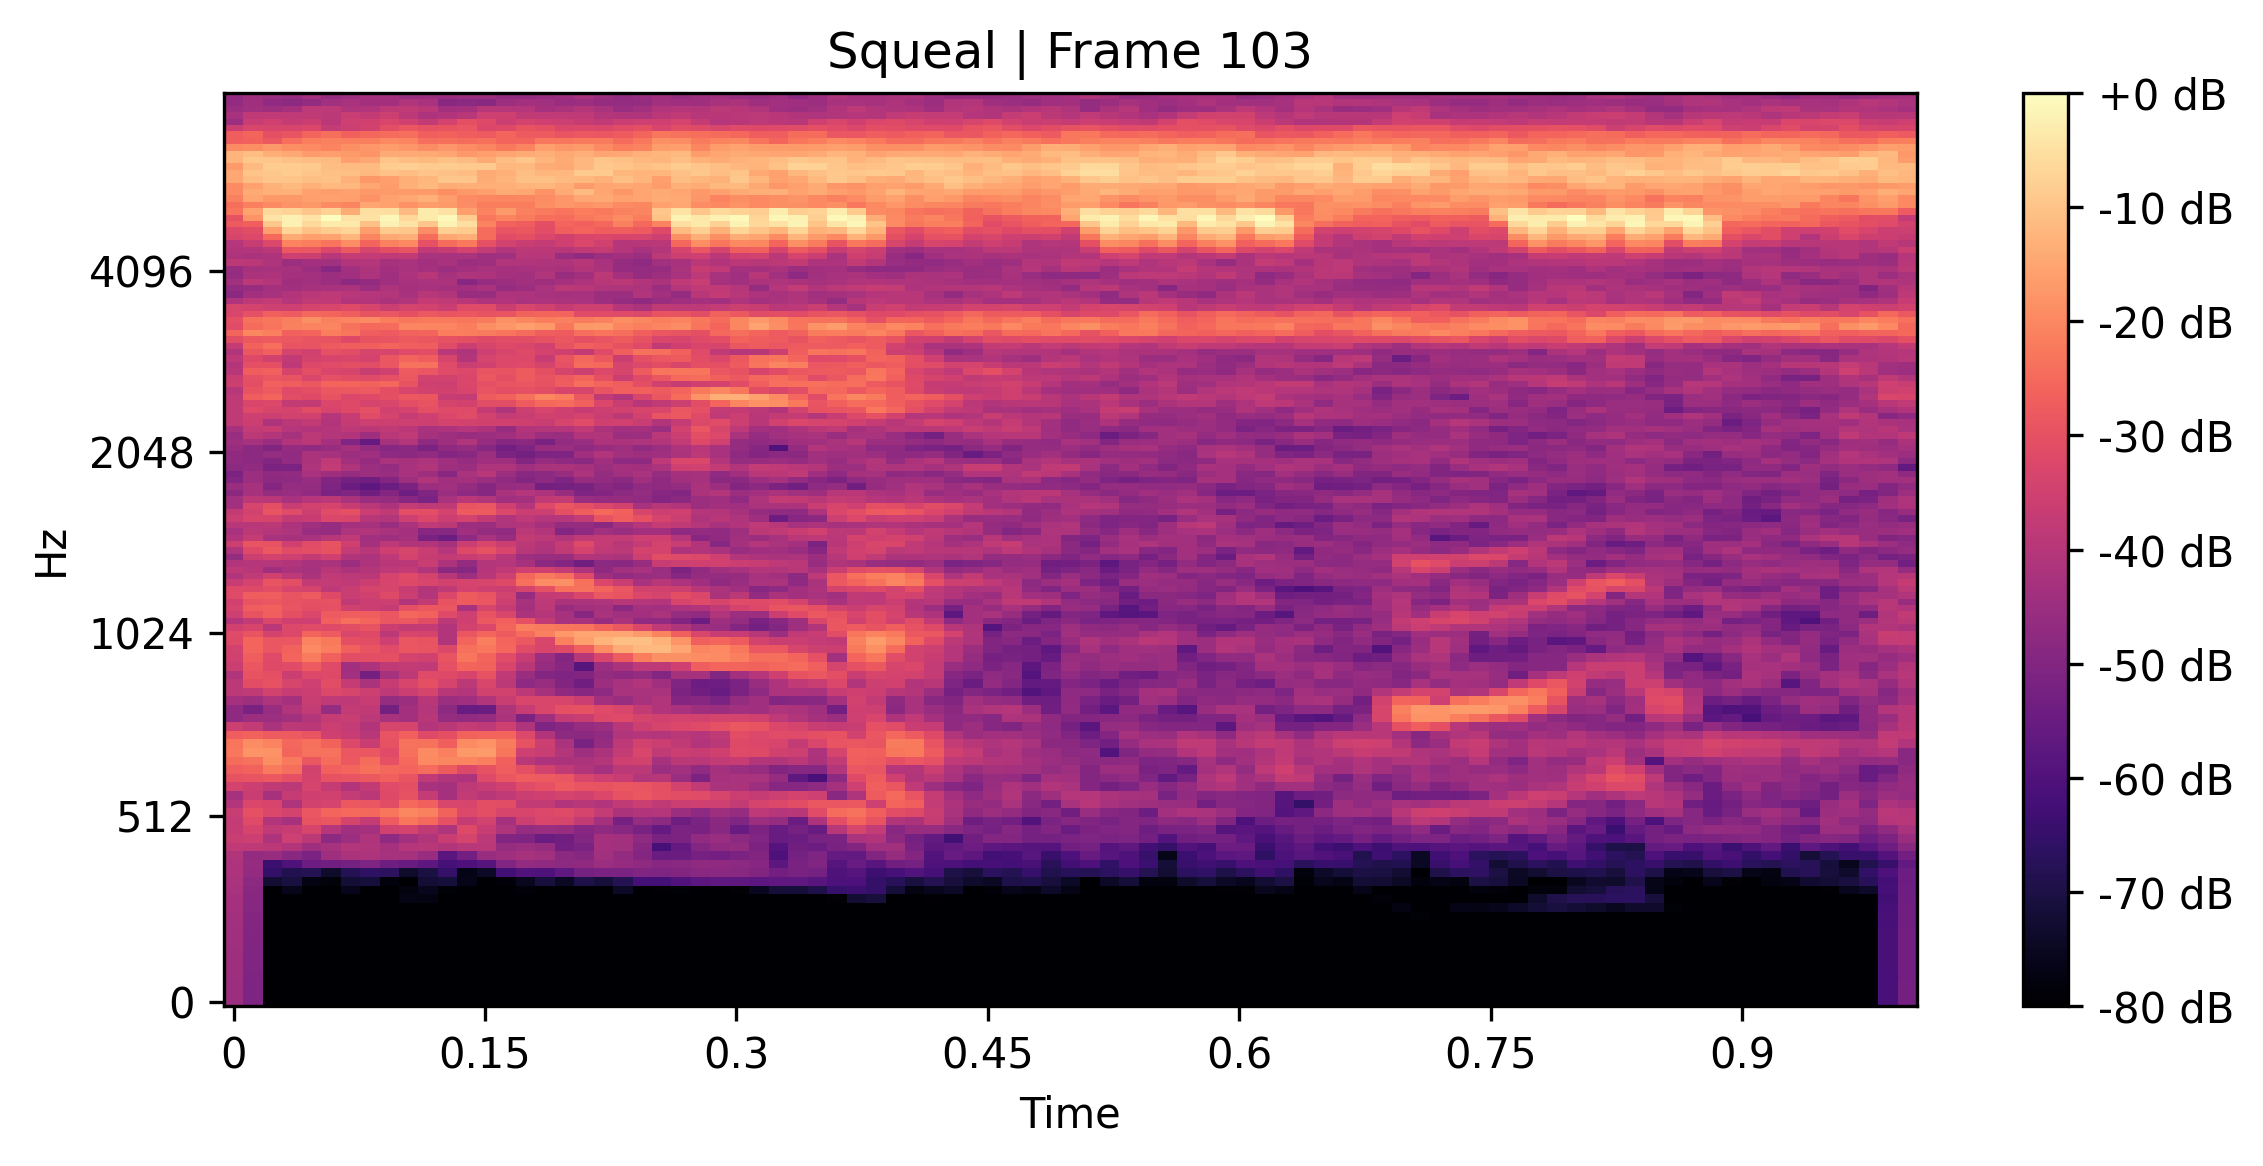 Squeal | Frame 103
+0 dB
-10 dB
-20 dB
-30 dB
-40 dB
-50 dB
-60 dB
-70 dB
-80 dB
Hz
4096
2048
1024
512
0
0 0.15 0.3 0.45 0.6 0.75 0.9
Time